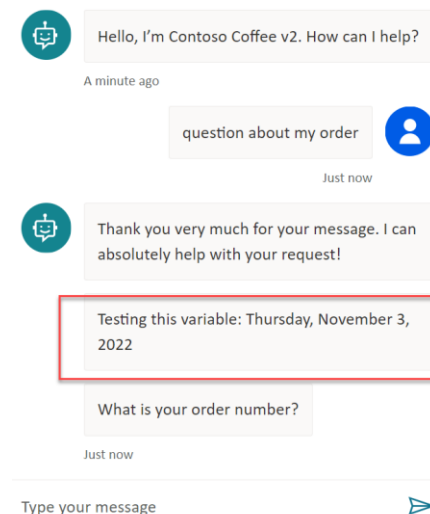 Hello, I'm Contoso Coffee v2. How can I help?
A minute ago
question about my order
Just now
Thank you very much for your message. I can
absolutely help with your request!
Testing this variable: Thursday, November 3,
2022
What is your order number?
Just now
Type your message